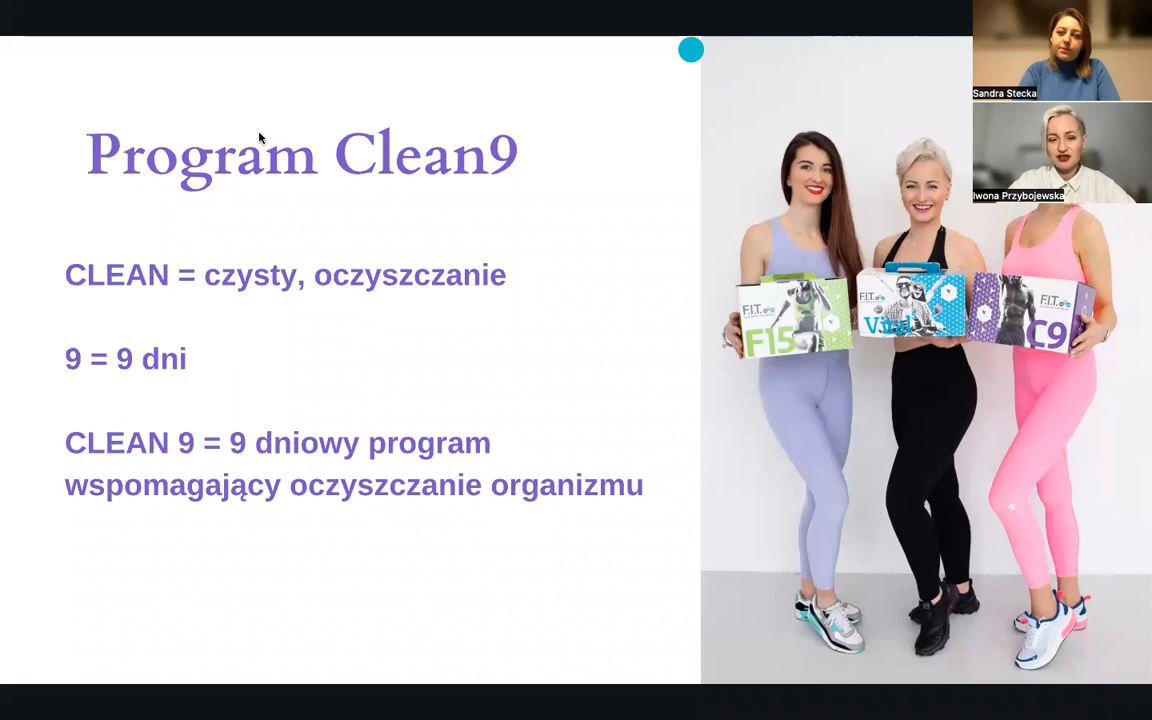 Program Clean9
CLEAN = czysty, oczyszczanie
9 = 9 dni
CLEAN 9 = 9 dniowy program
wspomagający oczyszczanie organizmu
Sandra Stecka
Iwona Przybojewska
F.I.T.
F15
F.I.T.
Vital
F.I.T.
C9